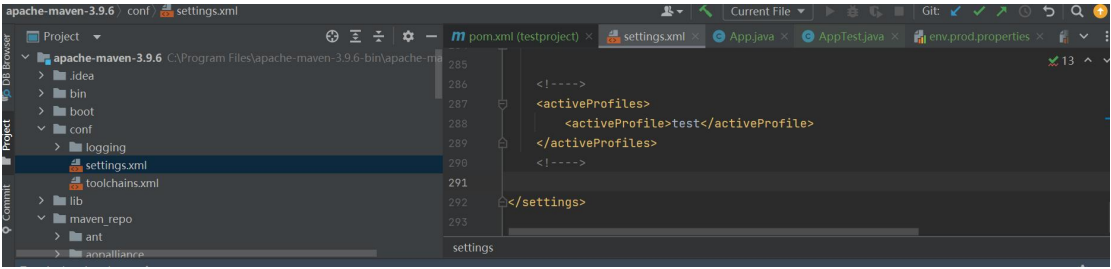 apache-maven-3.9.6 〉 conf 〉 settings.xml
Current File
Git:
Project
pom.xml (testproject) ×
settings.xml ×
App.java ×
AppTest.java ×
env.prod.properties ×
DB Browser
Project
Commit
apache-maven-3.9.6 C:\Program Files\apache-maven-3.9.6-bin\apache-ma
.idea
bin
boot
conf
logging
settings.xml
toolchains.xml
lib
maven_repo
ant
aopalliance
13
285
286 <!---->
287 <activeProfiles>
288 <activeProfile>test</activeProfile>
289 </activeProfiles>
290 <!---->
291
292 </settings>
293
settings